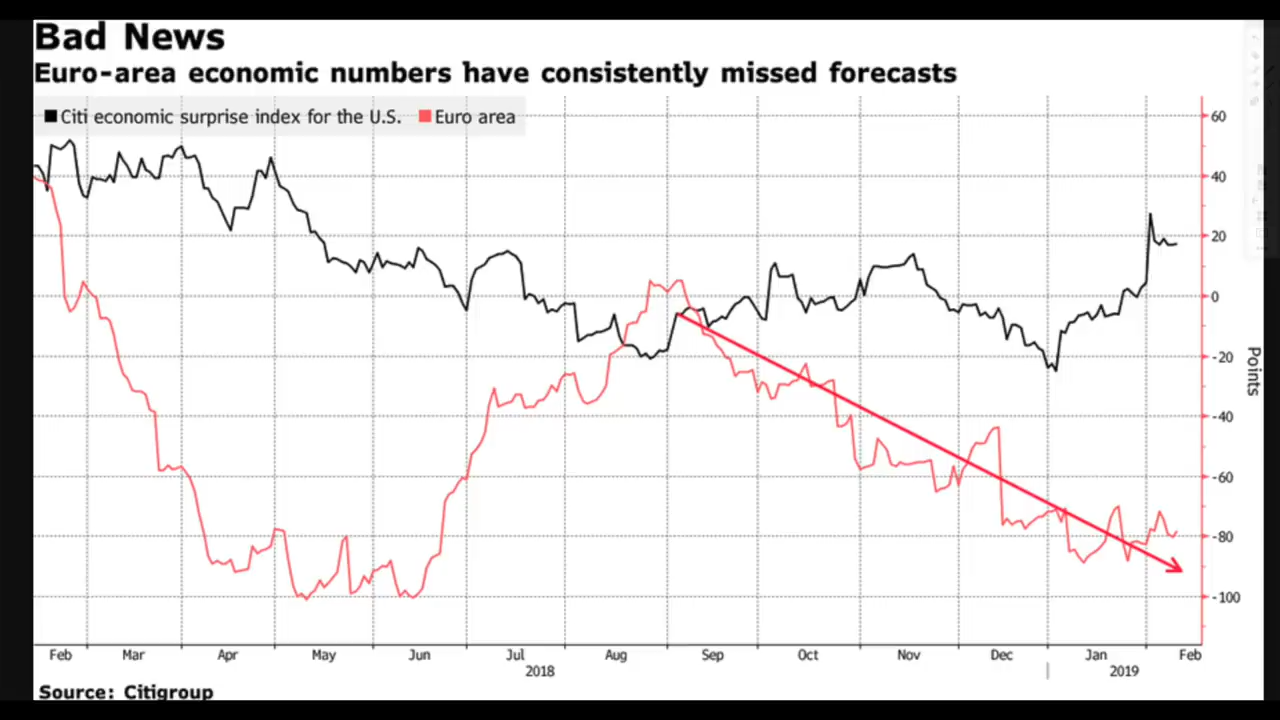 Bad News
Euro-area economic numbers have consistently missed forecasts
Citi economic surprise index for the U.S. Euro area
60
40
20
0
-20
-40
-60
-80
-100
Points
Feb Mar Apr May Jun Jul Aug Sep Oct Nov Dec Jan Feb
2018 2019
Source: Citigroup